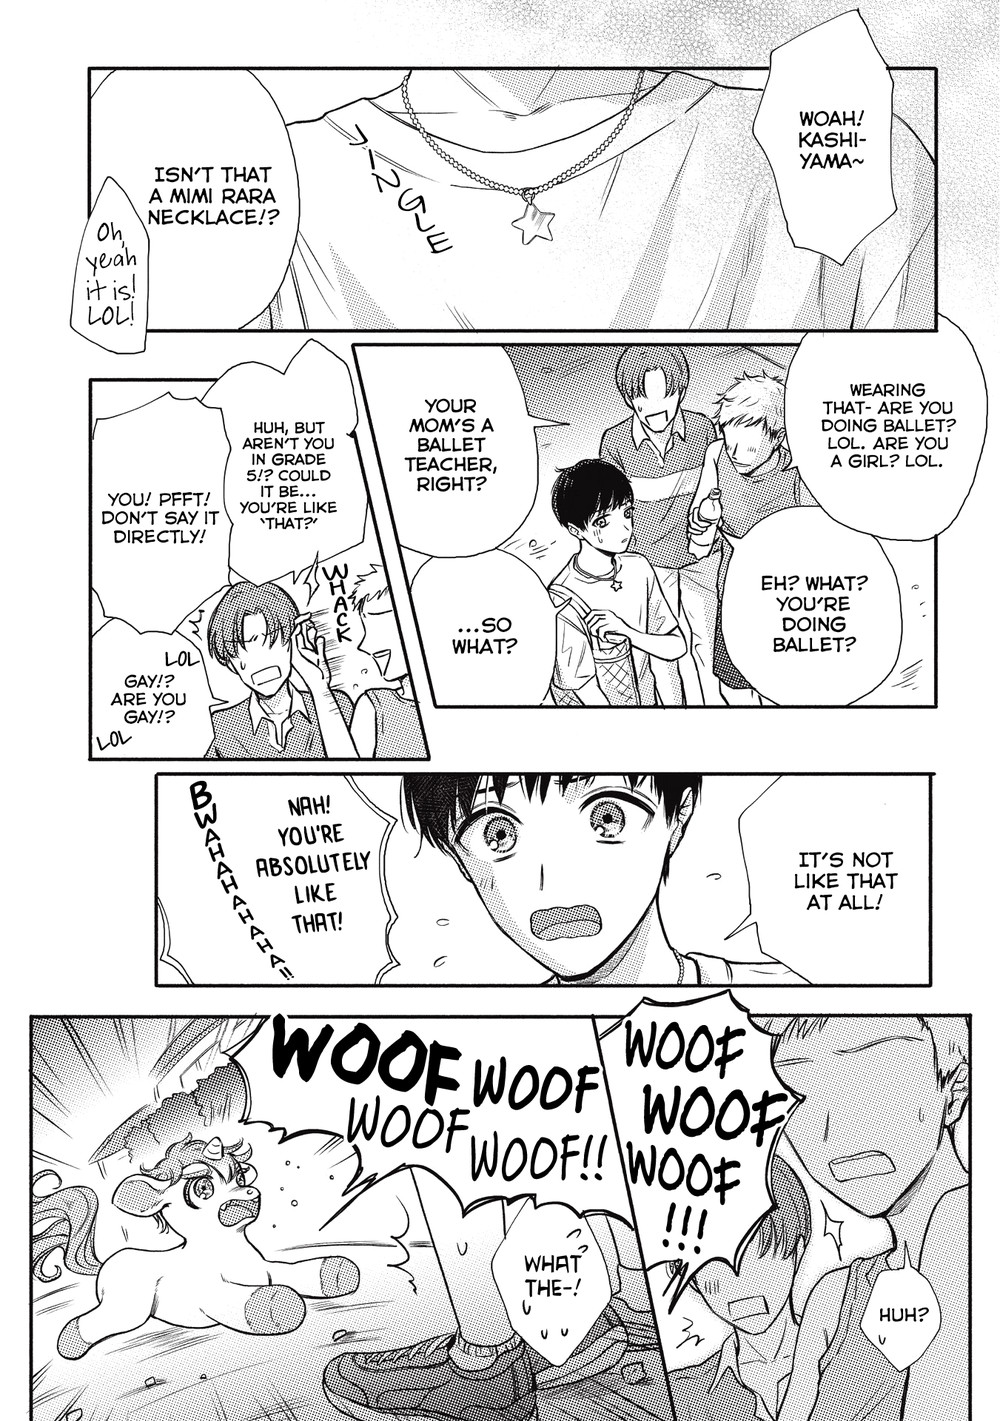 WOAH!
KASHI-
YAMA~
ISN'T THAT
A MIMI RARA
NECKLACE!?
Oh,
yeah
it is!
LOL!
JINGLE
WEARING
THAT- ARE YOU
DOING BALLET?
LOL. ARE YOU
A GIRL? LOL.
YOUR
MOM'S A
BALLET
TEACHER,
RIGHT?
EH? WHAT?
YOU'RE
DOING
BALLET?
...SO
WHAT?
HUH, BUT
AREN'T YOU
IN GRADE
5!? COULD
IT BE...
YOU'RE LIKE
'THAT?'
YOU! PFFT!
DON'T SAY IT
DIRECTLY!
WHACK
LOL
GAY!?
ARE YOU
GAY!?
LOL
IT'S NOT
LIKE THAT
AT ALL!
NAH!
YOU'RE
ABSOLUTELY
LIKE
THAT!
BWAHAHAHAHAHA!!
WOOF
WOOF
WOOF
!!!
HUH?
WOOF WOOF
WOOF WOOF!!
WHAT
THE-!